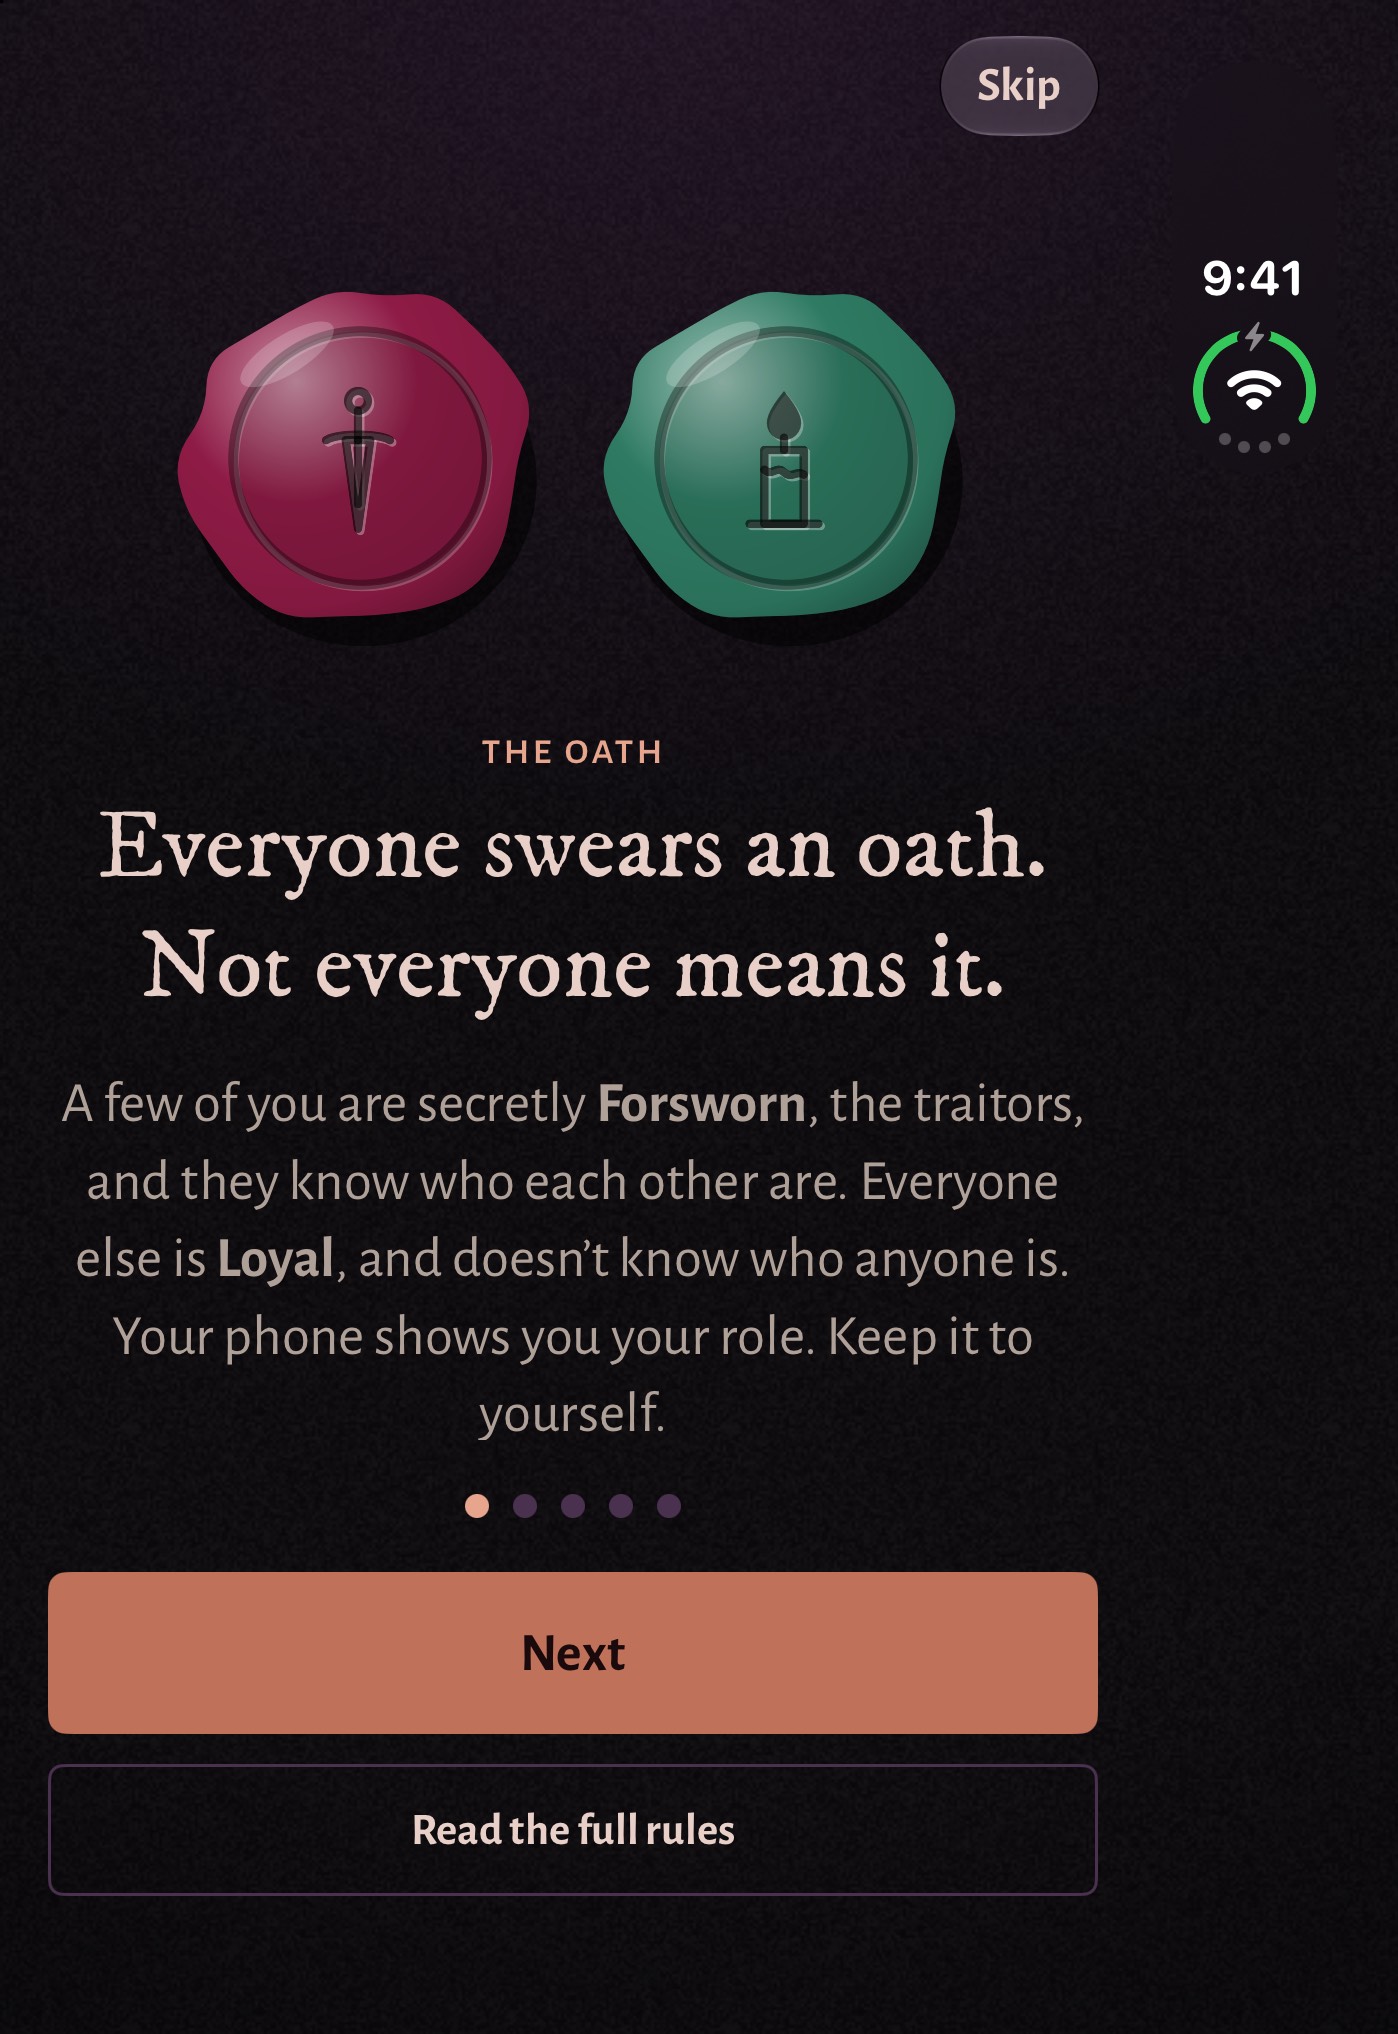 Skip
9:41
THE OATH
Everyone swears an oath.
Not everyone means it.
A few of you are secretly Forsworn, the traitors,
and they know who each other are. Everyone
else is Loyal, and doesn’t know who anyone is.
Your phone shows you your role. Keep it to
yourself.
Next
Read the full rules